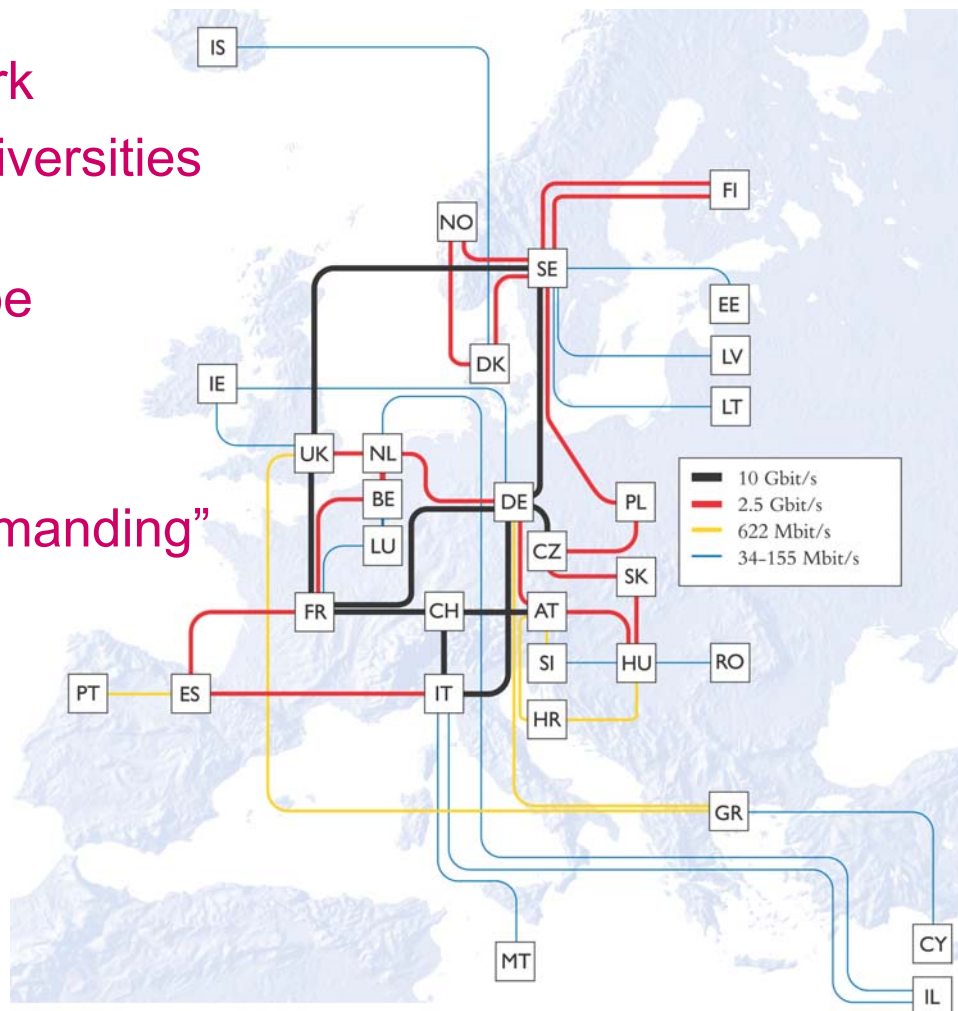 IS
rk
iversities
FI
NO
SE
pe
EE
DK
LV
IE
LT
UK
NL
10 Gbit/s
2.5 Gbit/s
622 Mbit/s
34–155 Mbit/s
BE
DE
PL
manding”
LU
CZ
SK
FR
CH
AT
SI
HU
RO
PT
ES
IT
HR
GR
CY
MT
IL